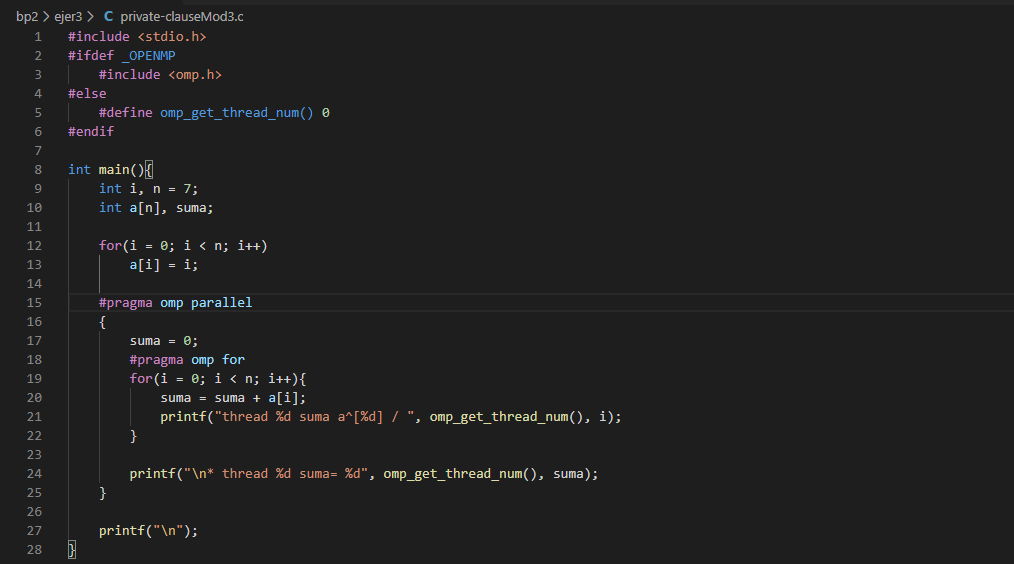 bp2 > ejer3 > C private-clauseMod3.c
1 #include <stdio.h>
2 #ifdef _OPENMP
3     #include <omp.h>
4 #else
5     #define omp_get_thread_num() 0
6 #endif
7
8 int main(){
9     int i, n = 7;
10     int a[n], suma;
11
12     for(i = 0; i < n; i++)
13         a[i] = i;
14
15     #pragma omp parallel
16     {
17         suma = 0;
18         #pragma omp for
19         for(i = 0; i < n; i++){
20             suma = suma + a[i];
21             printf("thread %d suma a^[%d] / ", omp_get_thread_num(), i);
22         }
23
24         printf("\n* thread %d suma= %d", omp_get_thread_num(), suma);
25     }
26
27     printf("\n");
28 }